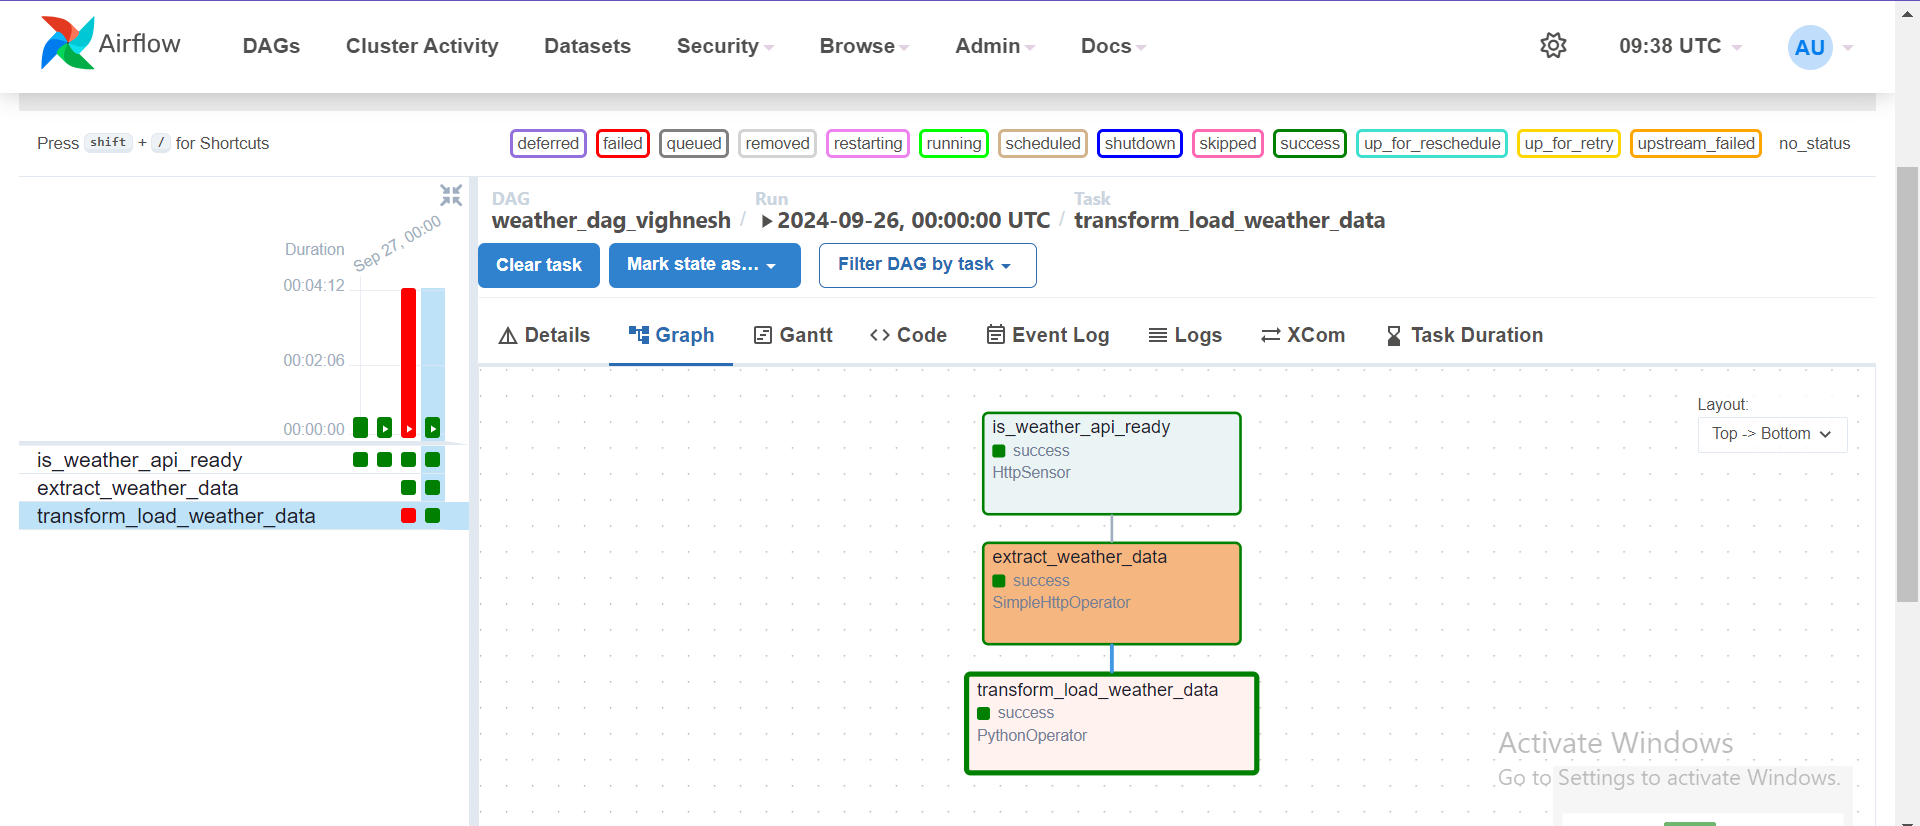 Airflow DAGs Cluster Activity Datasets Security Browse Admin Docs 09:38 UTC AU
Press shift + / for Shortcuts
deferred failed queued removed restarting running scheduled shutdown skipped success up_for_reschedule up_for_retry upstream_failed no_status
Duration
Sep 27, 00:00
00:04:12
00:02:06
00:00:00
is_weather_api_ready
extract_weather_data
transform_load_weather_data
DAG Run Task
weather_dag_vighnesh / 2024-09-26, 00:00:00 UTC / transform_load_weather_data
Clear task Mark state as... Filter DAG by task
Details Graph Gantt Code Event Log Logs XCom Task Duration
Layout:
Top -> Bottom
is_weather_api_ready
success
HttpSensor
extract_weather_data
success
SimpleHttpOperator
transform_load_weather_data
success
PythonOperator
Activate Windows
Go to Settings to activate Windows.